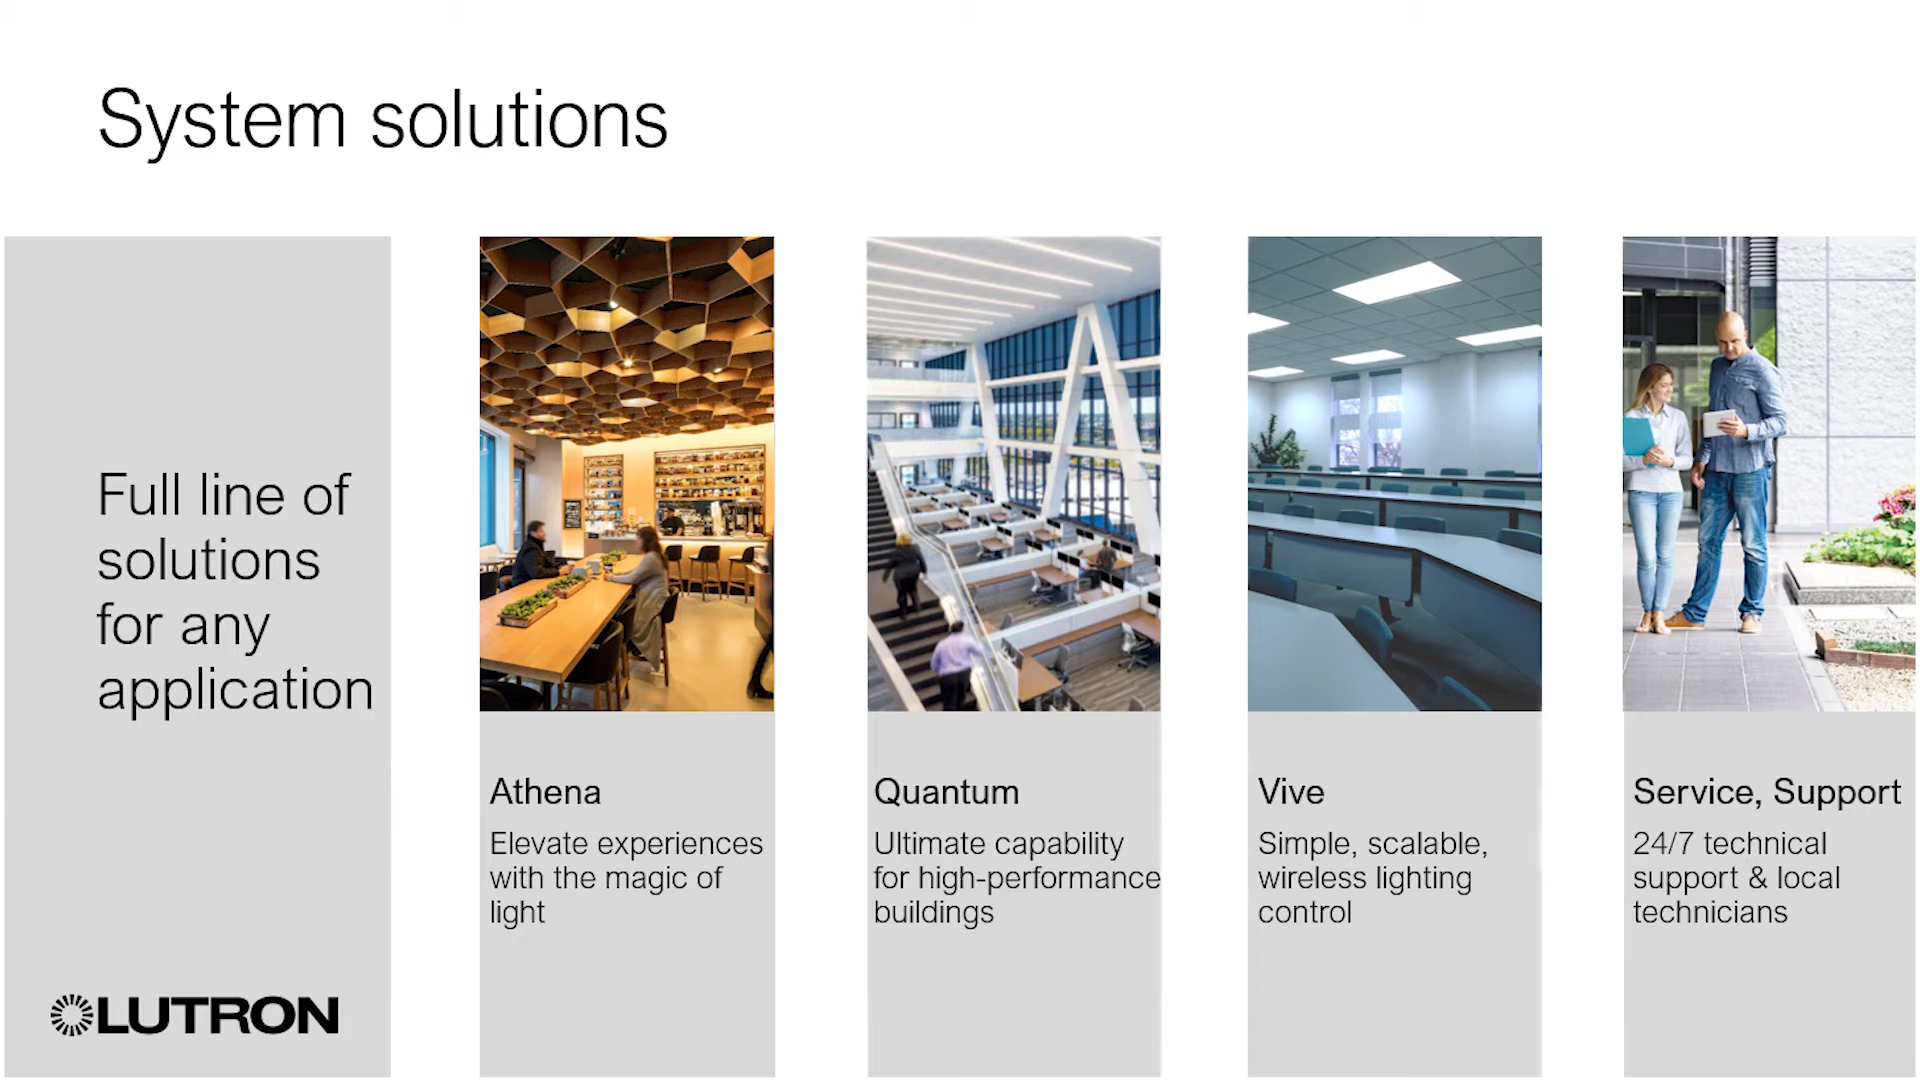 System solutions
Full line of
solutions
for any
application
LUTRON
Athena
Elevate experiences
with the magic of
light
Quantum
Ultimate capability
for high-performance
buildings
Vive
Simple, scalable,
wireless lighting
control
Service, Support
24/7 technical
support & local
technicians